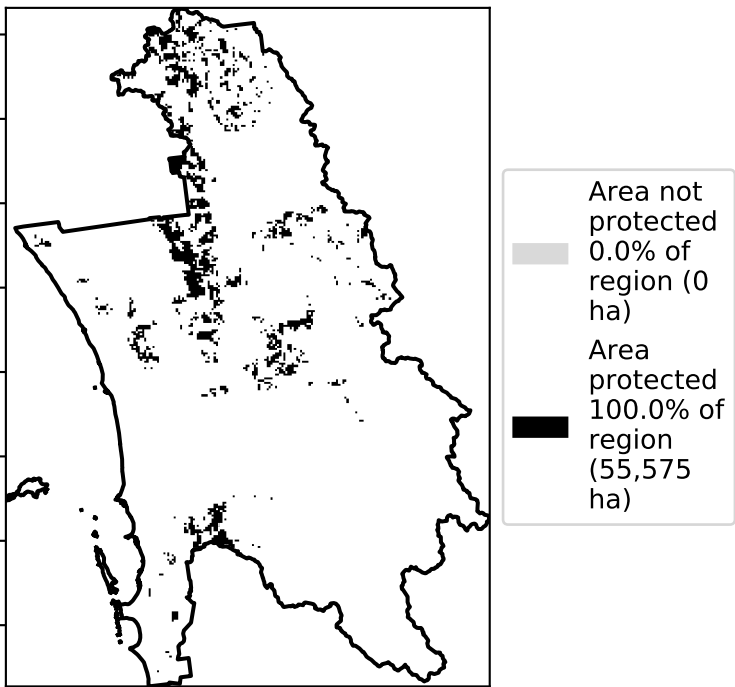 Area not
protected
0.0% of
region (0
ha)
Area
protected
100.0% of
region
(55,575
ha)